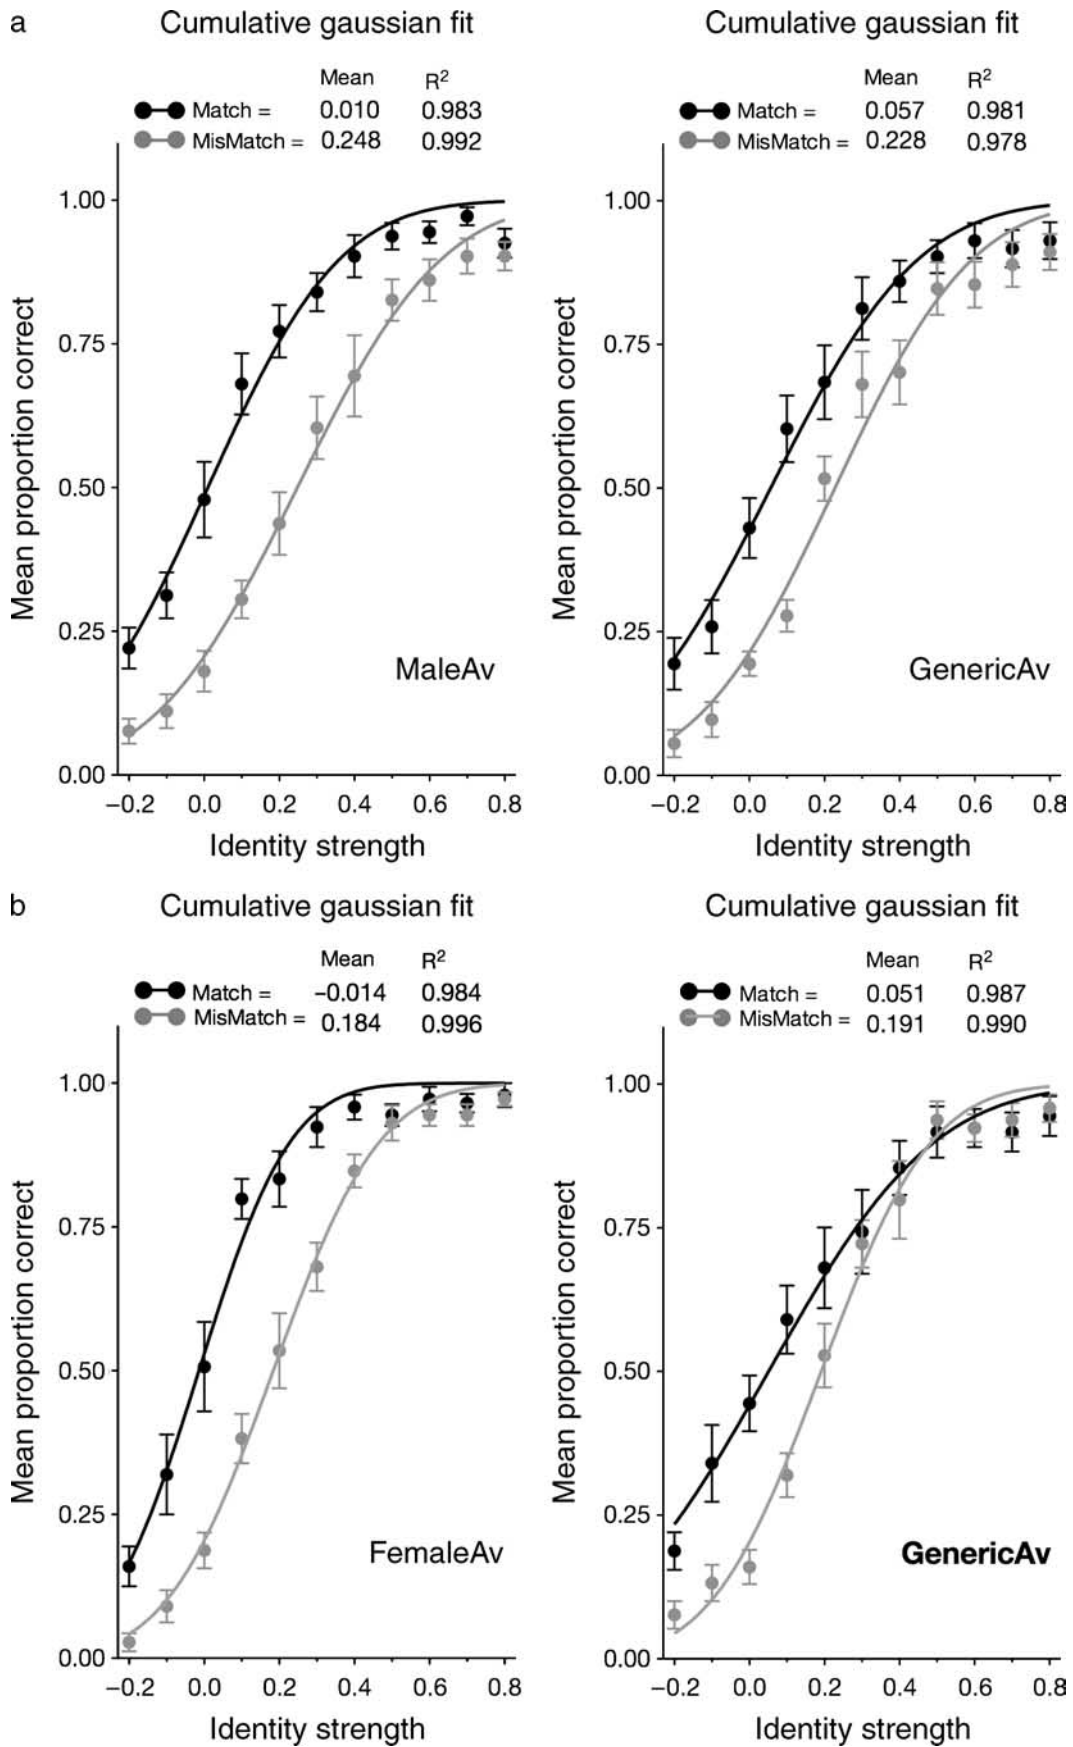 a
Cumulative gaussian fit
Cumulative gaussian fit
Mean R²
Match = 0.010 0.983
MisMatch = 0.248 0.992
Mean R²
Match = 0.057 0.981
MisMatch = 0.228 0.978
1.00
0.75
0.50
0.25
0.00
Mean proportion correct
MaleAv
−0.2 0.0 0.2 0.4 0.6 0.8
Identity strength
1.00
0.75
0.50
0.25
0.00
Mean proportion correct
GenericAv
−0.2 0.0 0.2 0.4 0.6 0.8
Identity strength
b
Cumulative gaussian fit
Cumulative gaussian fit
Mean R²
Match = −0.014 0.984
MisMatch = 0.184 0.996
Mean R²
Match = 0.051 0.987
MisMatch = 0.191 0.990
1.00
0.75
0.50
0.25
0.00
Mean proportion correct
FemaleAv
−0.2 0.0 0.2 0.4 0.6 0.8
Identity strength
1.00
0.75
0.50
0.25
0.00
Mean proportion correct
GenericAv
−0.2 0.0 0.2 0.4 0.6 0.8
Identity strength